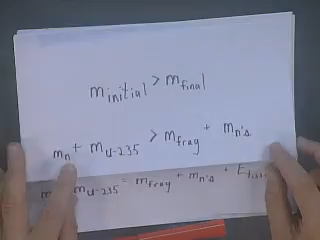 m_initial > m_final
m_n + m_U-235 > m_frag + m_n's
m_U-235 = m_frag + m_n's +